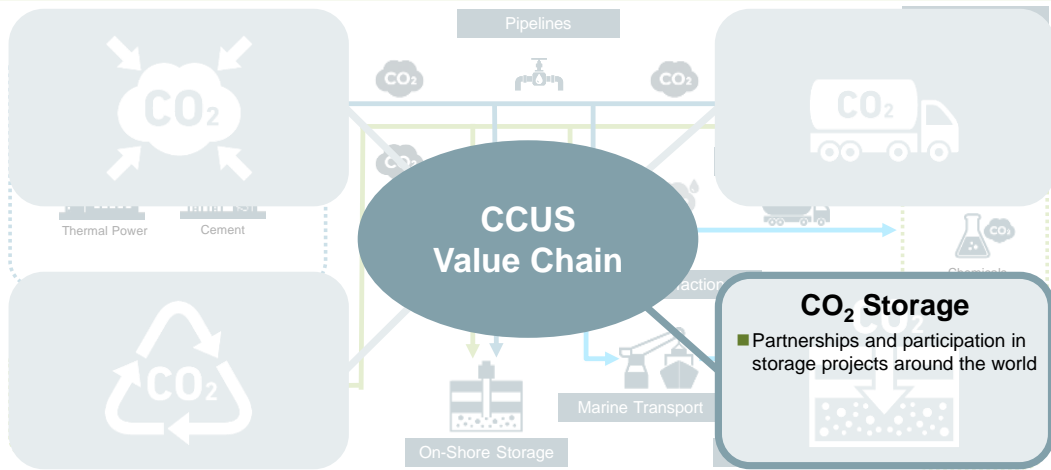 Pipelines
CO₂
CO₂
CO₂
CO₂
CO₂
Thermal Power
Cement
CCUS
Value Chain
CO₂
CO₂
CO₂ Storage
■ Partnerships and participation in
storage projects around the world
Marine Transport
On-Shore Storage